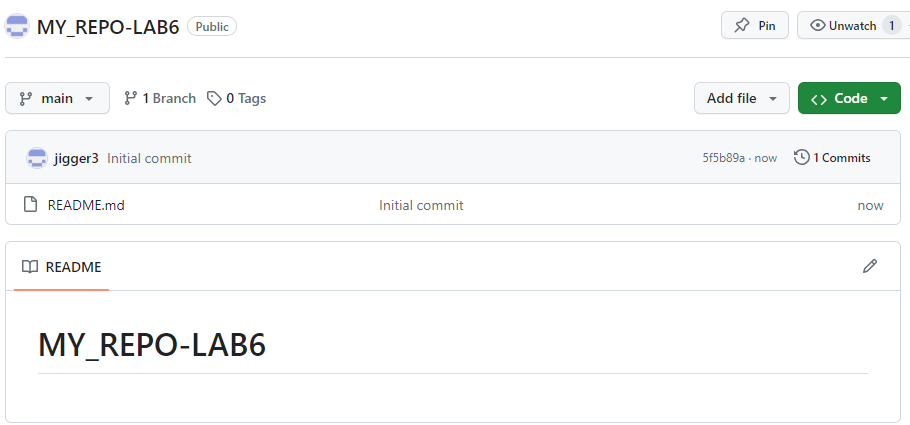 MY_REPO-LAB6 Public Pin Unwatch 1
main 1 Branch 0 Tags Add file Code
jigger3 Initial commit 5f5b89a · now 1 Commits
README.md Initial commit now
README
MY_REPO-LAB6